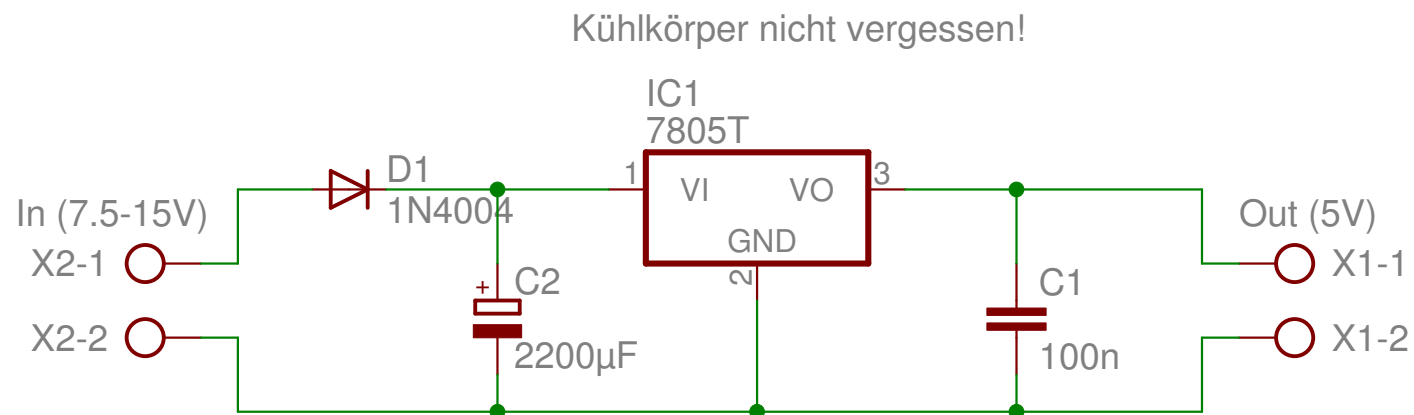 Kühlkörper nicht vergessen!
IC1
7805T
D1
1N4004
1
VI
VO
3
GND
2
In (7.5-15V)
X2-1
X2-2
+
C2
2200µF
C1
100n
Out (5V)
X1-1
X1-2